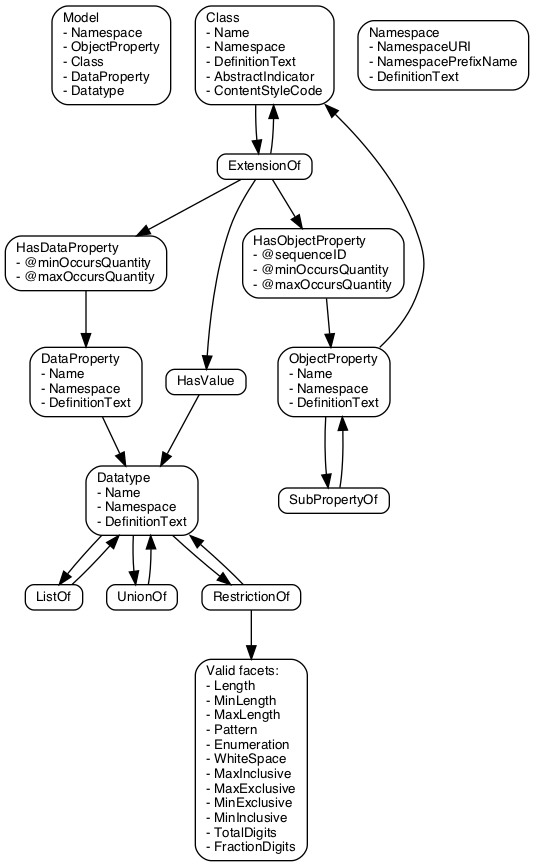 Model
- Namespace
- ObjectProperty
- Class
- DataProperty
- Datatype
Class
- Name
- Namespace
- DefinitionText
- AbstractIndicator
- ContentStyleCode
Namespace
- NamespaceURI
- NamespacePrefixName
- DefinitionText
ExtensionOf
HasDataProperty
- @minOccursQuantity
- @maxOccursQuantity
HasObjectProperty
- @sequenceID
- @minOccursQuantity
- @maxOccursQuantity
DataProperty
- Name
- Namespace
- DefinitionText
HasValue
ObjectProperty
- Name
- Namespace
- DefinitionText
Datatype
- Name
- Namespace
- DefinitionText
SubPropertyOf
ListOf
UnionOf
RestrictionOf
Valid facets:
- Length
- MinLength
- MaxLength
- Pattern
- Enumeration
- WhiteSpace
- MaxInclusive
- MaxExclusive
- MinExclusive
- MinInclusive
- TotalDigits
- FractionDigits